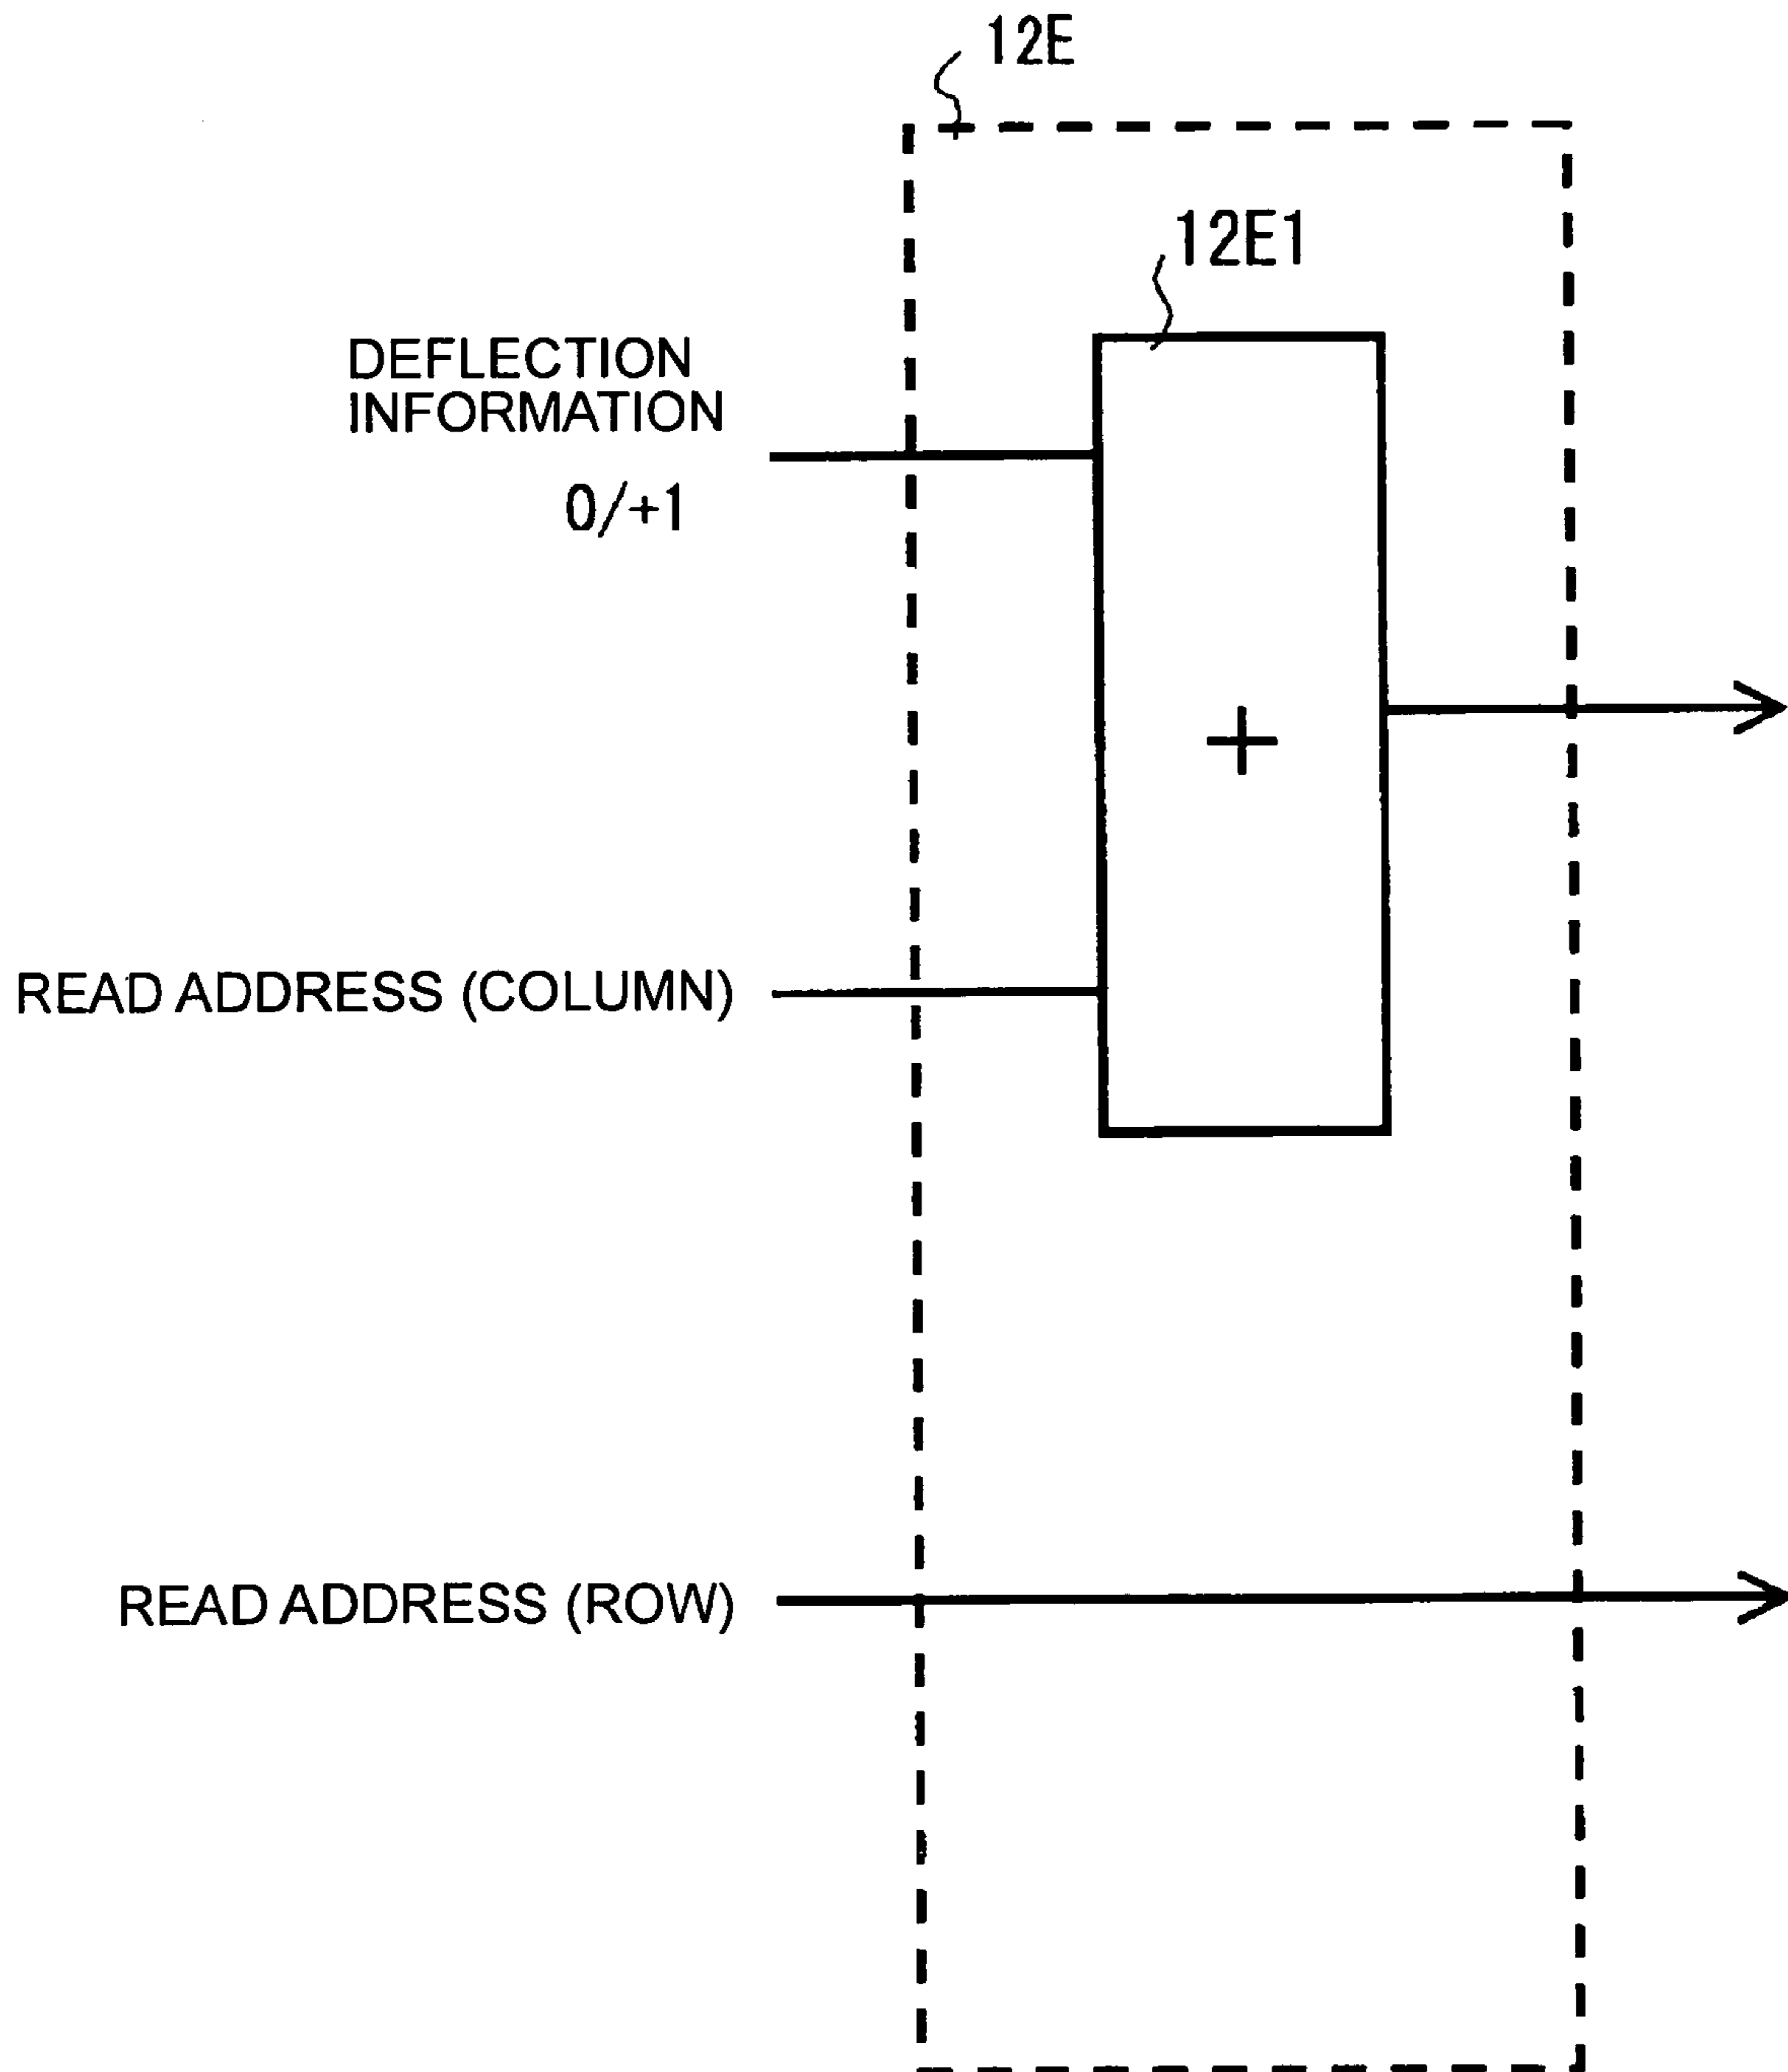 12E
12E1
DEFLECTION
INFORMATION
0/+1
+
READ ADDRESS (COLUMN)
READ ADDRESS (ROW)